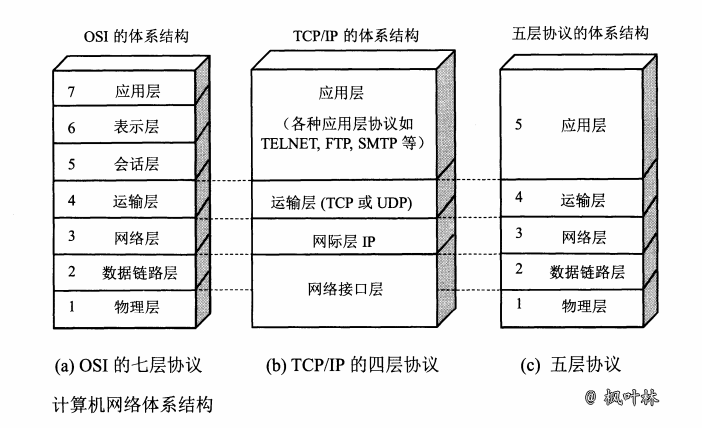 OSI 的体系结构
7 应用层
6 表示层
5 会话层
4 运输层
3 网络层
2 数据链路层
1 物理层
(a) OSI 的七层协议
TCP/IP 的体系结构
应用层
(各种应用层协议如
TELNET, FTP, SMTP 等)
运输层 (TCP 或 UDP)
网际层 IP
网络接口层
(b) TCP/IP 的四层协议
五层协议的体系结构
5 应用层
4 运输层
3 网络层
2 数据链路层
1 物理层
(c) 五层协议
计算机网络体系结构
@ 枫叶林